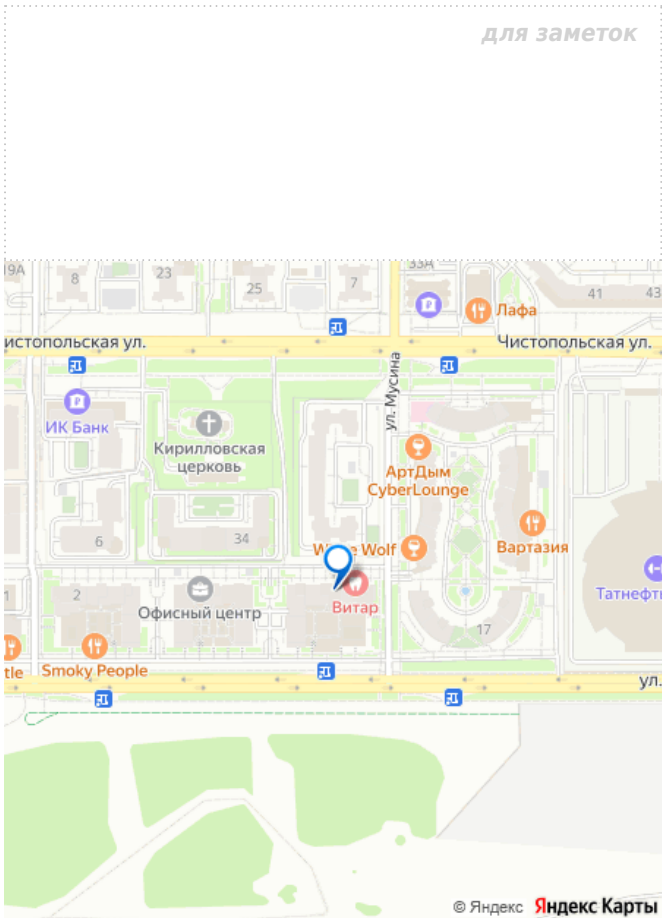 для заметок
19А
8
23
25
7
33А
41
43
Лафа
истопольская ул.
Чистопольская ул.
ул. Мусина
ИК Банк
Кирилловская
церковь
АртДым
CyberLounge
6
34
Wolf
Вартазия
Татнефть
1
2
Офисный центр
Витар
17
tle
Smoky People
ул.
© Яндекс Яндекс Карты